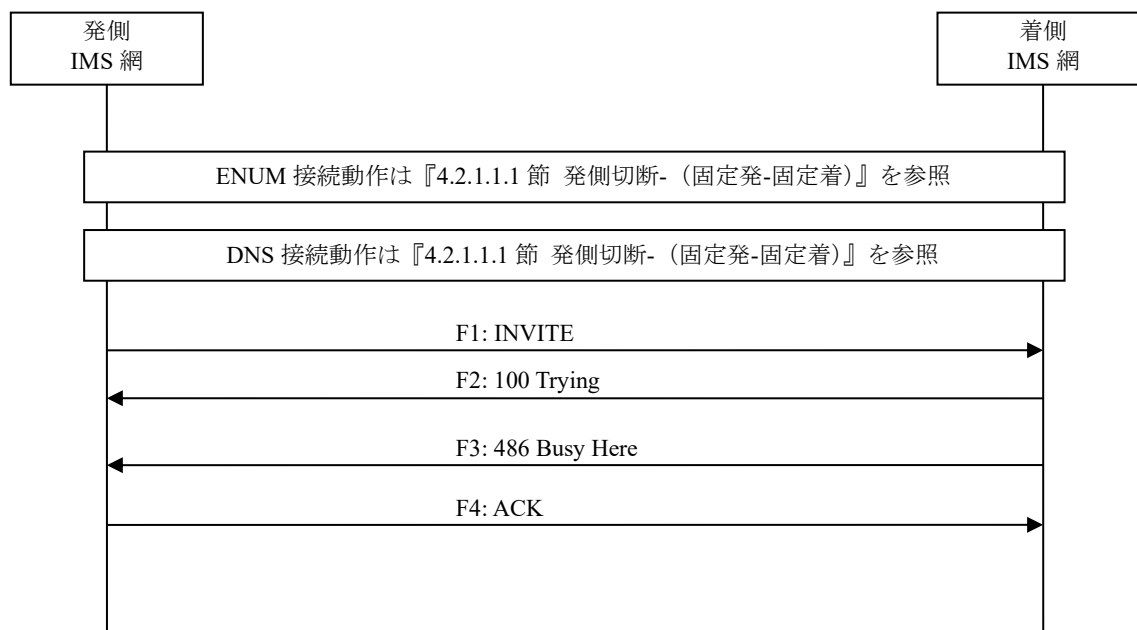 発側
IMS 網
着側
IMS 網
ENUM 接続動作は『4.2.1.1.1 節 発側切断-（固定発-固定着）』を参照
DNS 接続動作は『4.2.1.1.1 節 発側切断-（固定発-固定着）』を参照
F1: INVITE
F2: 100 Trying
F3: 486 Busy Here
F4: ACK